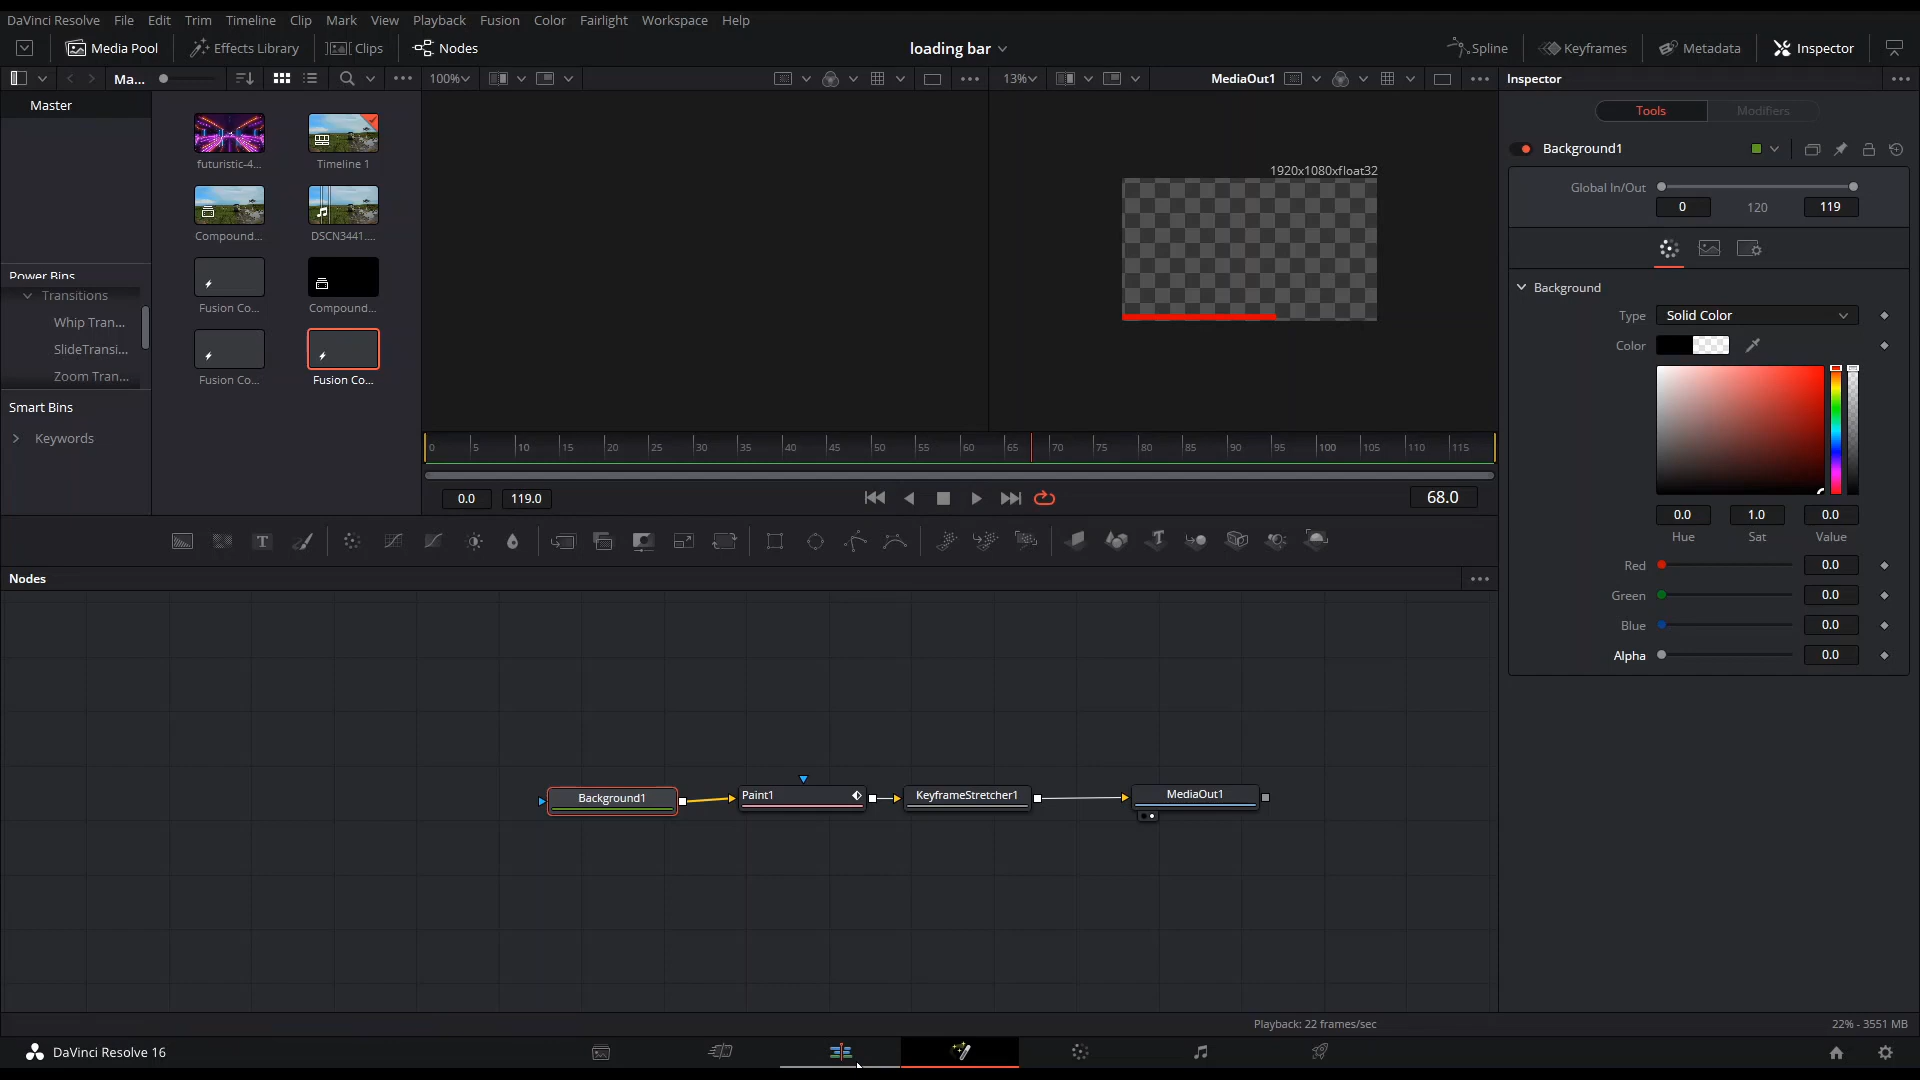 DaVinci Resolve File Edit Trim Timeline Clip Mark View Playback Fusion Color Fairlight Workspace Help
Media Pool Effects Library Clips Nodes loading bar Spline Keyframes Metadata Inspector
Ma... 100% 13% MediaOut1 Inspector
Master
Tools Modifiers
futuristic-4... Timeline 1
Background1
1920x1080xfloat32
Global In/Out
0 120 119
Compound... DSCN3441....
Power Bins
Transitions
Whip Tran...
SlideTransi...
Zoom Tran...
Fusion Co... Compound...
Background
Type Solid Color
Color
Fusion Co... Fusion Co...
Smart Bins
Keywords
0 5 10 15 20 25 30 35 40 45 50 55 60 65 70 75 80 85 90 95 100 105 110 115
0.0 119.0 68.0
0.0 1.0 0.0
Hue Sat Value
Red 0.0
Green 0.0
Blue 0.0
Alpha 0.0
Nodes
Background1 Paint1 KeyframeStretcher1 MediaOut1
Playback: 22 frames/sec 22% - 3551 MB
DaVinci Resolve 16